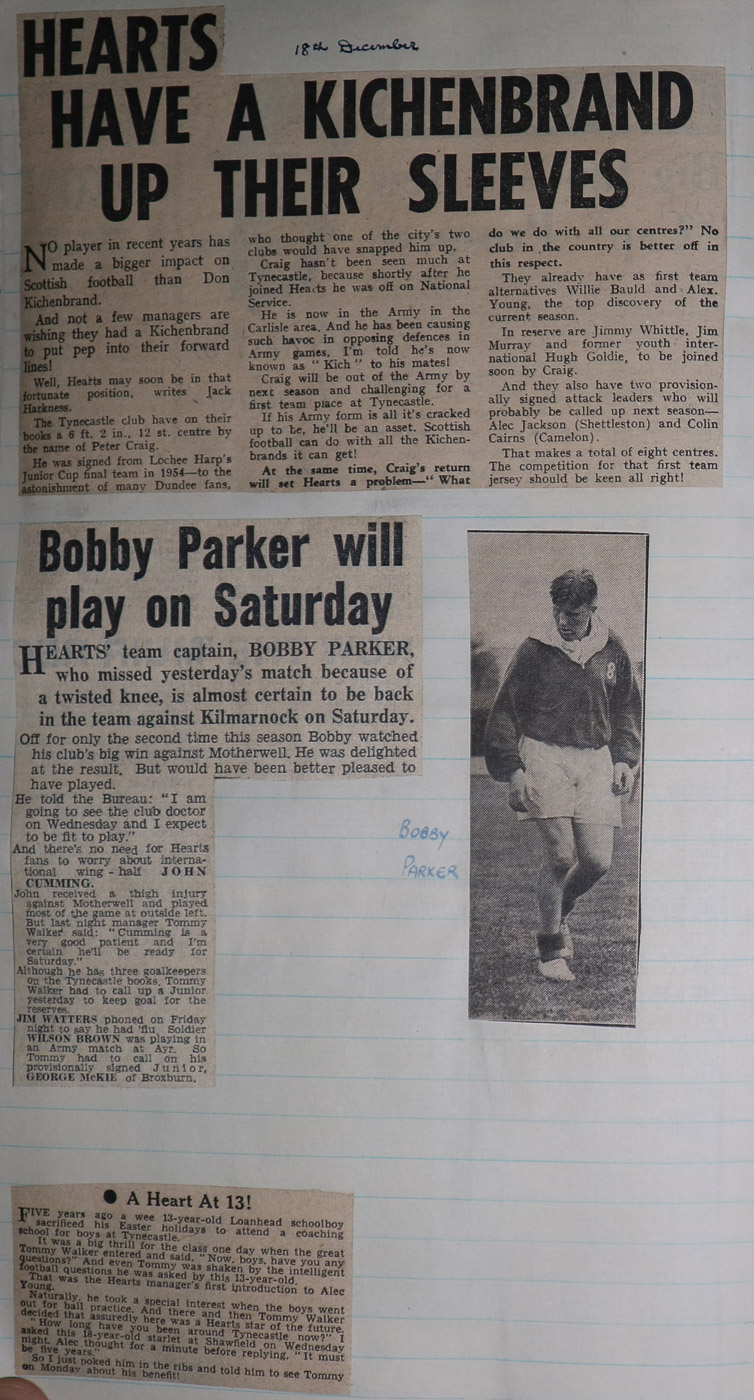 18th December
HEARTS
HAVE A KICHENBRAND
UP THEIR SLEEVES
NO player in recent years has
made a bigger impact on
Scottish football than Don
Kichenbrand.
And not a few managers are
wishing they had a Kichenbrand
to put pep into their forward
lines!
Well, Hearts may soon be in that
fortunate position, writes Jack
Harkness.
The Tynecastle club have on their
books a 6 ft. 2 in., 12 st. centre by
the name of Peter Craig.
He was signed from Lochee Harp's
Junior Cup final team in 1954—to the
astonishment of many Dundee fans,
who thought one of the city's two
clubs would have snapped him up.
Craig hasn't been seen much at
Tynecastle, because shortly after he
joined Hearts he was off on National
Service.
He is now in the Army in the
Carlisle area. And he has been causing
such havoc in opposing defences in
Army games, I'm told he's now
known as "Kich" to his mates!
Craig will be out of the Army by
next season and challenging for a
first team place at Tynecastle.
If his Army form is all it's cracked
up to be, he'll be an asset. Scottish
football can do with all the Kichen-
brands it can get!
At the same time, Craig's return
will set Hearts a problem—"What
do we do with all our centres?" No
club in the country is better off in
this respect.
They already have as first team
alternatives Willie Bauld and Alex.
Young, the top discovery of the
current season.
In reserve are Jimmy Whittle, Jim
Murray and former youth inter-
national Hugh Goldie, to be joined
soon by Craig.
And they also have two provision-
ally signed attack leaders who will
probably be called up next season—
Alec Jackson (Shettleston) and Colin
Cairns (Camelon).
That makes a total of eight centres.
The competition for that first team
jersey should be keen all right!
Bobby Parker will
play on Saturday
HEARTS' team captain, BOBBY PARKER,
who missed yesterday's match because of
a twisted knee, is almost certain to be back
in the team against Kilmarnock on Saturday.
Off for only the second time this season Bobby watched
his club's big win against Motherwell. He was delighted
at the result. But would have been better pleased to
have played.
He told the Bureau: "I am
going to see the club doctor
on Wednesday and I expect
to be fit to play."
And there's no need for Hearts
fans to worry about interna-
tional wing-half JOHN
CUMMING.
John received a thigh injury
against Motherwell and played
most of the game at outside left.
But last night manager Tommy
Walker said: "Cumming is a
very good patient and I'm
certain he'll be ready for
Saturday."
Although he has three goalkeepers
on the Tynecastle books, Tommy
Walker had to call up a Junior
yesterday to keep goal for the
reserves.
JIM WATTERS phoned on Friday
night to say he had 'flu. Soldier
WILSON BROWN was playing in
an Army match at Ayr. So
Tommy had to call on his
provisionally signed Junior,
GEORGE McKIE of Broxburn.
BOBBY
PARKER
8
● A Heart At 13!
FIVE years ago a wee 13-year-old Loanhead schoolboy
sacrificed his Easter holidays to attend a coaching
school for boys at Tynecastle.
It was a big thrill for the class one day when the great
Tommy Walker entered and said, "Now, boys, have you any
questions?" And even Tommy was shaken by the intelligent
football questions he was asked by this 13-year-old.
That was the Hearts manager's first introduction to Alec
Young.
Naturally, he took a special interest when the boys went
out for ball practice. And there and then Tommy Walker
decided that assuredly here was a Hearts star of the future.
"How long have you been around Tynecastle now?" I
asked this 18-year-old starlet at Shawfield on Wednesday
night. Alec thought for a minute before replying, "It must
be five years."
So I just poked him in the ribs and told him to see Tommy
on Monday about his benefit!